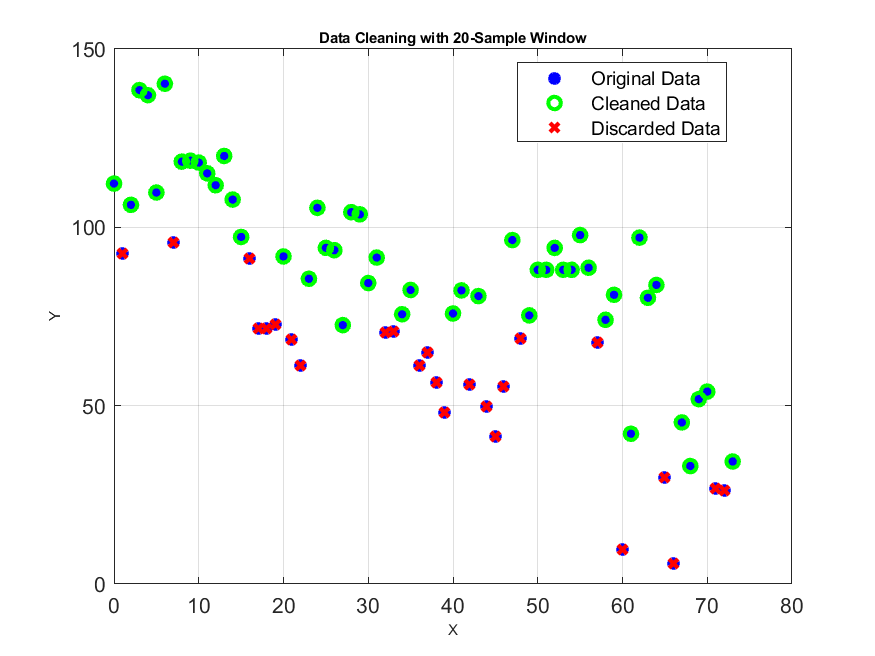 Data Cleaning with 20-Sample Window
150
100
50
0
Y
Original Data
Cleaned Data
Discarded Data
0 10 20 30 40 50 60 70 80
X